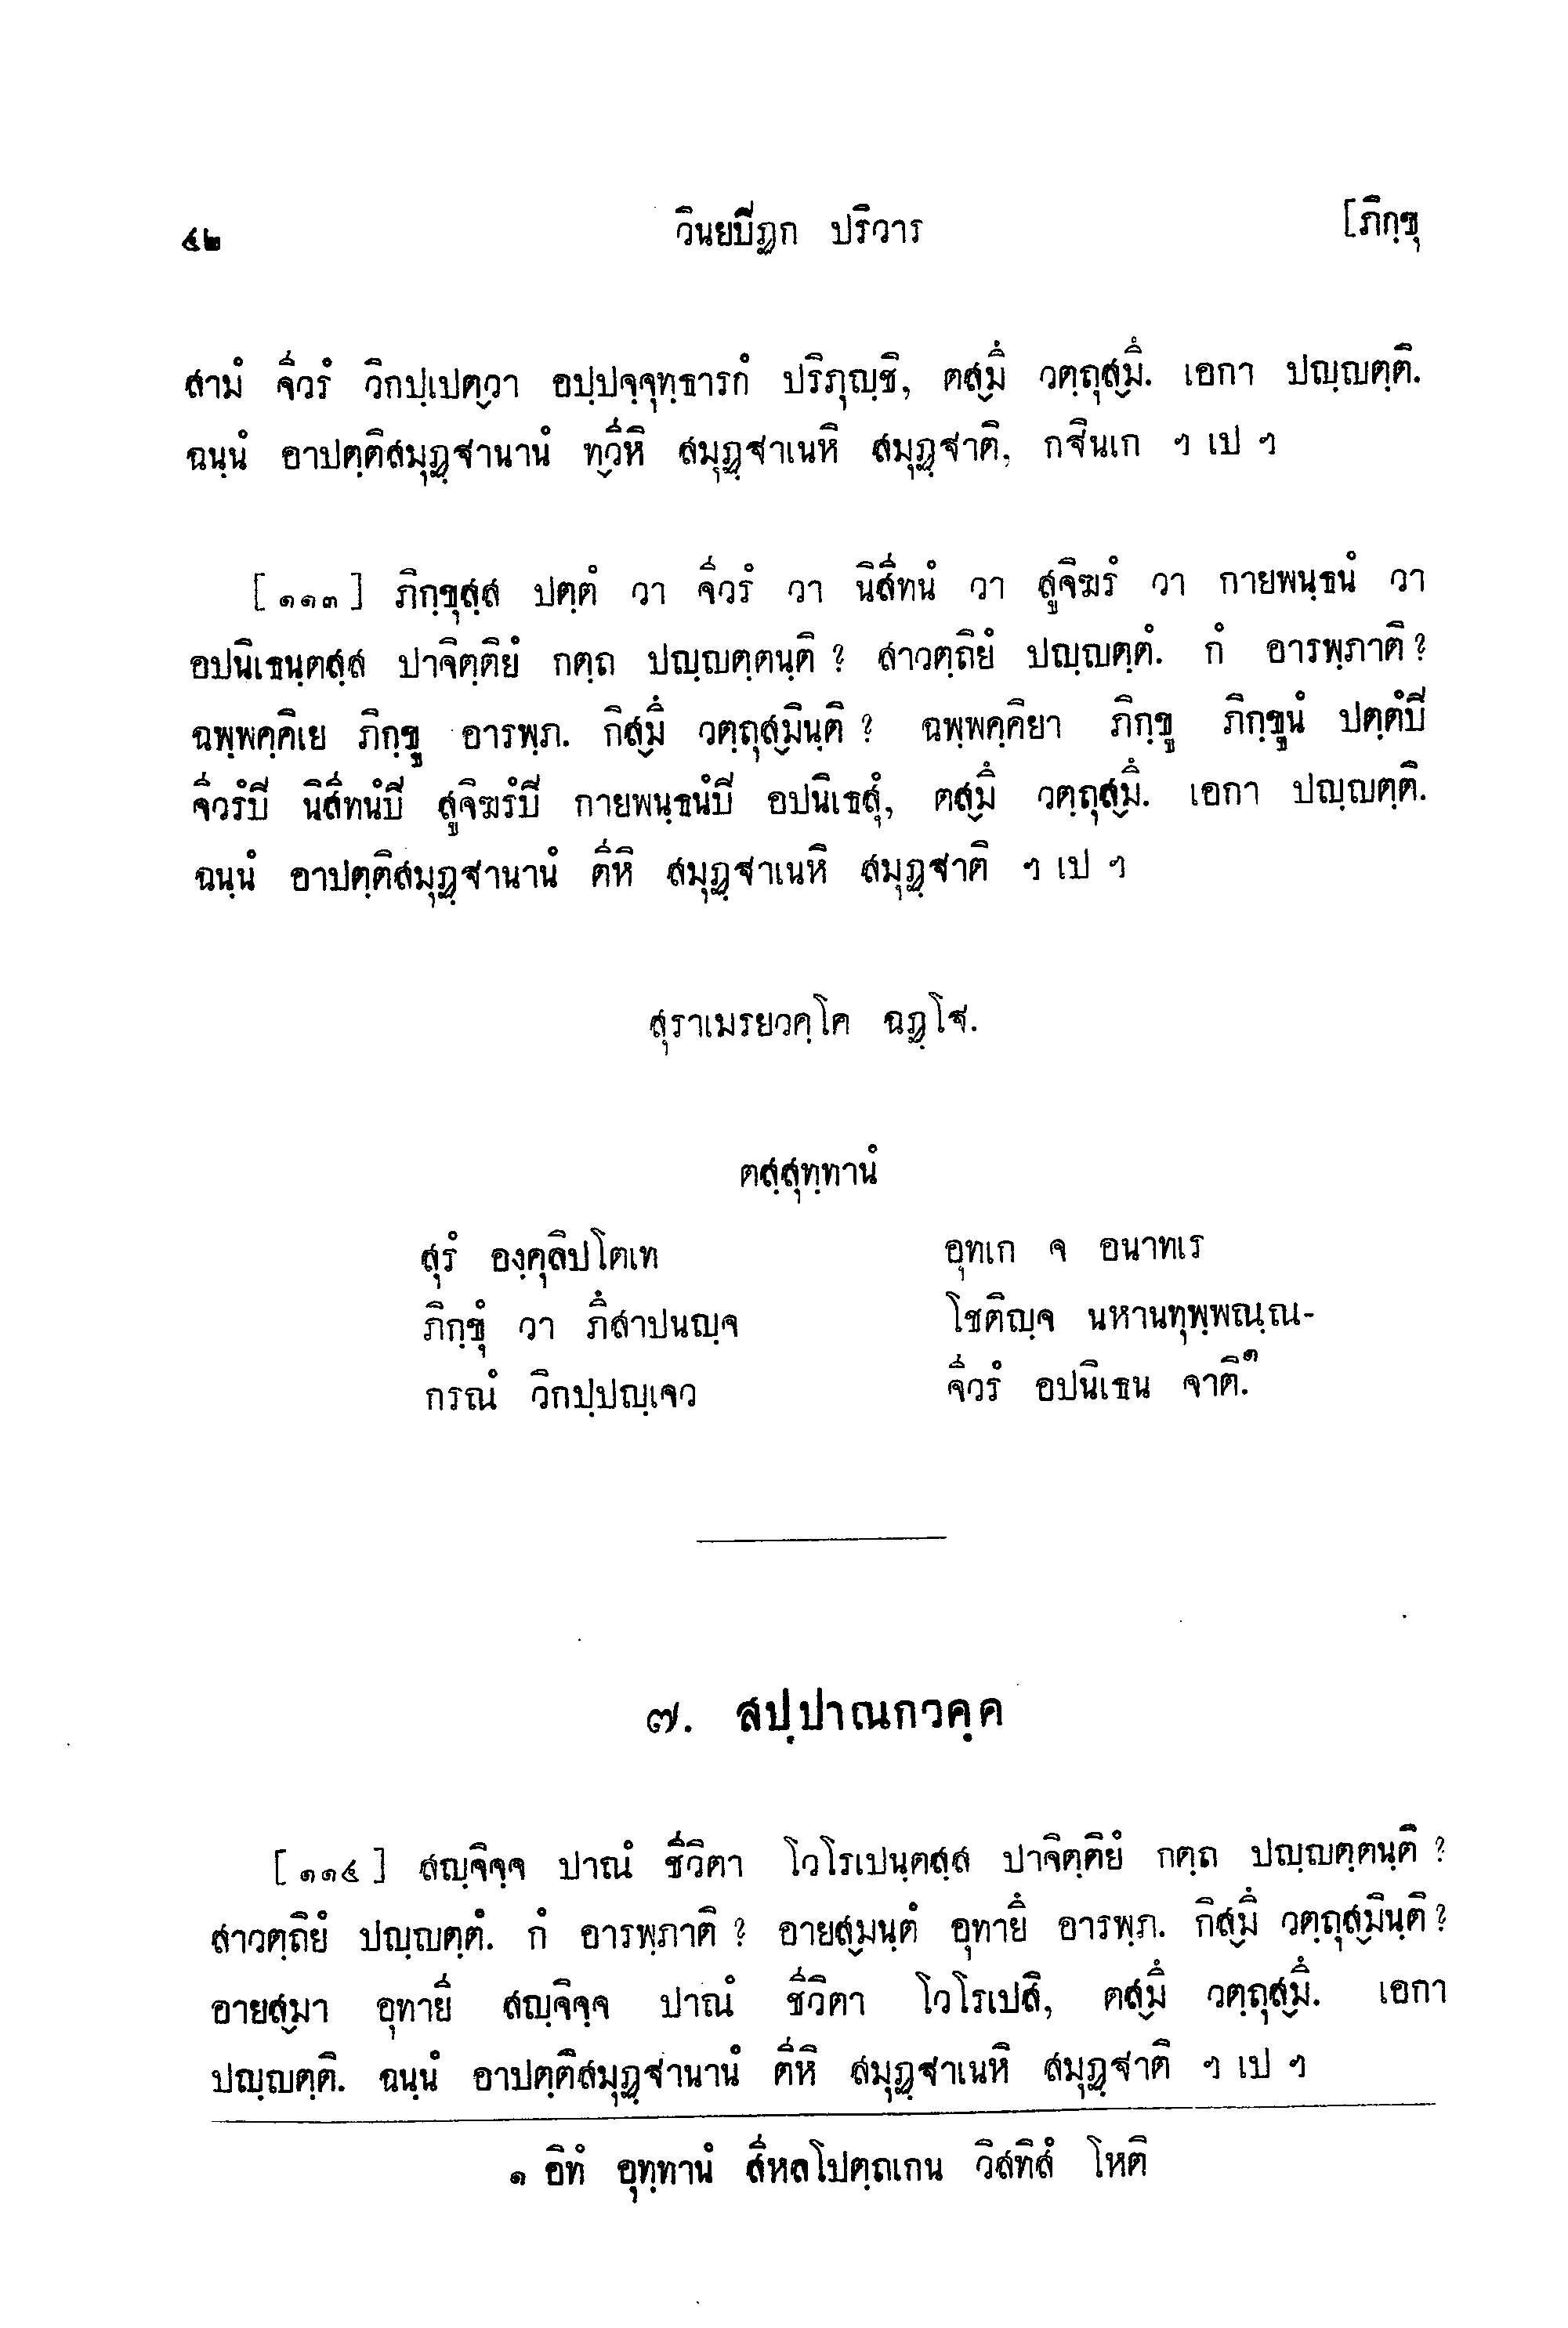 ๔๒ วินยปิฏก ปริวาร [ภิกฺขุ
สามํ จีวรํ วิกปฺเปตฺวา อปฺปจฺจุทฺธารกํ ปริภุญฺชิ, ตสฺมึ วตฺถุสฺมึ. เอกา ปญฺญตฺติ.
ฉนฺนํ อาปตฺติสมุฏฺฐานานํ ทฺวีหิ สมุฏฺฐาเนหิ สมุฏฺฐาติ, กฐินเก ฯ เป ฯ
[๑๑๓] ภิกฺขุสฺส ปตฺตํ วา จีวรํ วา นิสีทนํ วา สูจิฆรํ วา กายพนฺธนํ วา
อปนิเธนฺตสฺส ปาจิตฺติยํ กตฺถ ปญฺญตฺตนฺติ ? สาวตฺถิยํ ปญฺญตฺตํ. กํ อารพฺภาติ ?
ฉพฺพคฺคิเย ภิกฺขู อารพฺภ. กิสฺมึ วตฺถุสฺมินฺติ ? ฉพฺพคฺคิยา ภิกฺขู ภิกฺขูนํ ปตฺตํปิ
จีวรํปิ นิสีทนํปิ สูจิฆรํปิ กายพนฺธนํปิ อปนิเธสุํ, ตสฺมึ วตฺถุสฺมึ. เอกา ปญฺญตฺติ.
ฉนฺนํ อาปตฺติสมุฏฺฐานานํ ตีหิ สมุฏฺฐาเนหิ สมุฏฺฐาติ ฯ เป ฯ
สุราเมรยวคฺโค ฉฏฺโฐ.
ตสฺสุทฺทานํ
สุรํ องฺคุลิปโตเท อุทเก จ อนาทเร
ภิกฺขุํ วา ภึสาปนญฺจ โชติญฺจ นหานทุพฺพณฺณ-
กรณํ วิกปฺปญฺเจว จีวรํ อปนิเธน จาติ.๑
๗. สปฺปาณกวคฺค
[๑๑๔] สญฺจิจฺจ ปาณํ ชีวิตา โวโรเปนฺตสฺส ปาจิตฺติยํ กตฺถ ปญฺญตฺตนฺติ ?
สาวตฺถิยํ ปญฺญตฺตํ. กํ อารพฺภาติ ? อายสฺมนฺตํ อุทายึ อารพฺภ. กิสฺมึ วตฺถุสฺมินฺติ ?
อายสฺมา อุทายี สญฺจิจฺจ ปาณํ ชีวิตา โวโรเปสิ, ตสฺมึ วตฺถุสฺมึ. เอกา
ปญฺญตฺติ. ฉนฺนํ อาปตฺติสมุฏฺฐานานํ ตีหิ สมุฏฺฐาเนหิ สมุฏฺฐาติ ฯ เป ฯ
๑ อิทํ อุทฺทานํ สีหลโปตฺถเกน วิสทิสํ โหติ